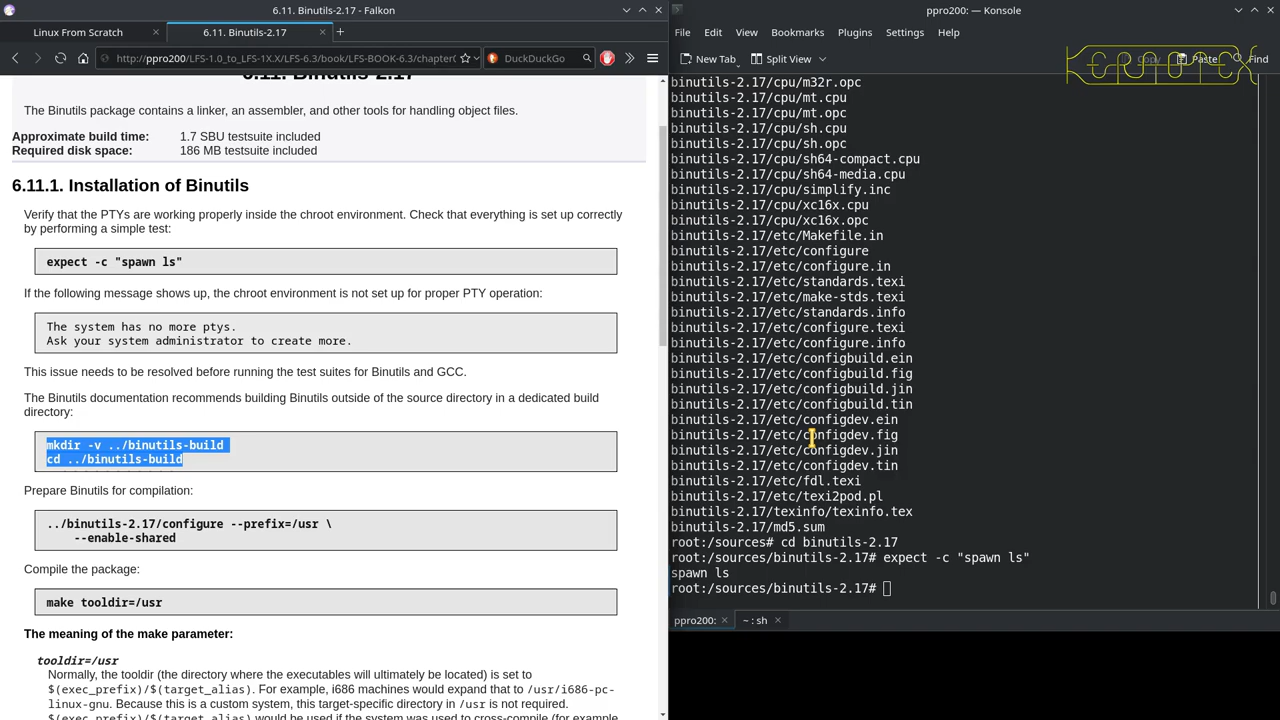 6.11. Binutils-2.17 - Falkon
Linux From Scratch
6.11. Binutils-2.17
http://ppro200/LFS-1.0_to_LFS-1X.X/LFS-6.3/book/LFS-BOOK-6.3/chapter
DuckDuckGo
6.11. Binutils-2.17
The Binutils package contains a linker, an assembler, and other tools for handling object files.
Approximate build time: 1.7 SBU testsuite included
Required disk space: 186 MB testsuite included
6.11.1. Installation of Binutils
Verify that the PTYs are working properly inside the chroot environment. Check that everything is set up correctly
by performing a simple test:
expect -c "spawn ls"
If the following message shows up, the chroot environment is not set up for proper PTY operation:
The system has no more ptys.
Ask your system administrator to create more.
This issue needs to be resolved before running the test suites for Binutils and GCC.
The Binutils documentation recommends building Binutils outside of the source directory in a dedicated build
directory:
mkdir -v ../binutils-build
cd ../binutils-build
Prepare Binutils for compilation:
../binutils-2.17/configure --prefix=/usr \
--enable-shared
Compile the package:
make tooldir=/usr
The meaning of the make parameter:
tooldir=/usr
Normally, the tooldir (the directory where the executables will ultimately be located) is set to
$(exec_prefix)/$(target_alias). For example, i686 machines would expand that to /usr/i686-pc-
linux-gnu. Because this is a custom system, this target-specific directory in /usr is not required.
$(exec_prefix)/$(target_alias) would be used if the system was used to cross-compile (for example
ppro200: — Konsole
File Edit View Bookmarks Plugins Settings Help
New Tab Split View Copy Paste Find
binutils-2.17/cpu/m32r.opc
binutils-2.17/cpu/mt.cpu
binutils-2.17/cpu/mt.opc
binutils-2.17/cpu/sh.cpu
binutils-2.17/cpu/sh.opc
binutils-2.17/cpu/sh64-compact.cpu
binutils-2.17/cpu/sh64-media.cpu
binutils-2.17/cpu/simplify.inc
binutils-2.17/cpu/xc16x.cpu
binutils-2.17/cpu/xc16x.opc
binutils-2.17/etc/Makefile.in
binutils-2.17/etc/configure
binutils-2.17/etc/configure.in
binutils-2.17/etc/standards.texi
binutils-2.17/etc/make-stds.texi
binutils-2.17/etc/standards.info
binutils-2.17/etc/configure.texi
binutils-2.17/etc/configure.info
binutils-2.17/etc/configbuild.ein
binutils-2.17/etc/configbuild.fig
binutils-2.17/etc/configbuild.jin
binutils-2.17/etc/configbuild.tin
binutils-2.17/etc/configdev.ein
binutils-2.17/etc/configdev.fig
binutils-2.17/etc/configdev.jin
binutils-2.17/etc/configdev.tin
binutils-2.17/etc/fdl.texi
binutils-2.17/etc/texi2pod.pl
binutils-2.17/texinfo/texinfo.tex
binutils-2.17/md5.sum
root:/sources# cd binutils-2.17
root:/sources/binutils-2.17# expect -c "spawn ls"
spawn ls
root:/sources/binutils-2.17#
ppro200:
~ : sh